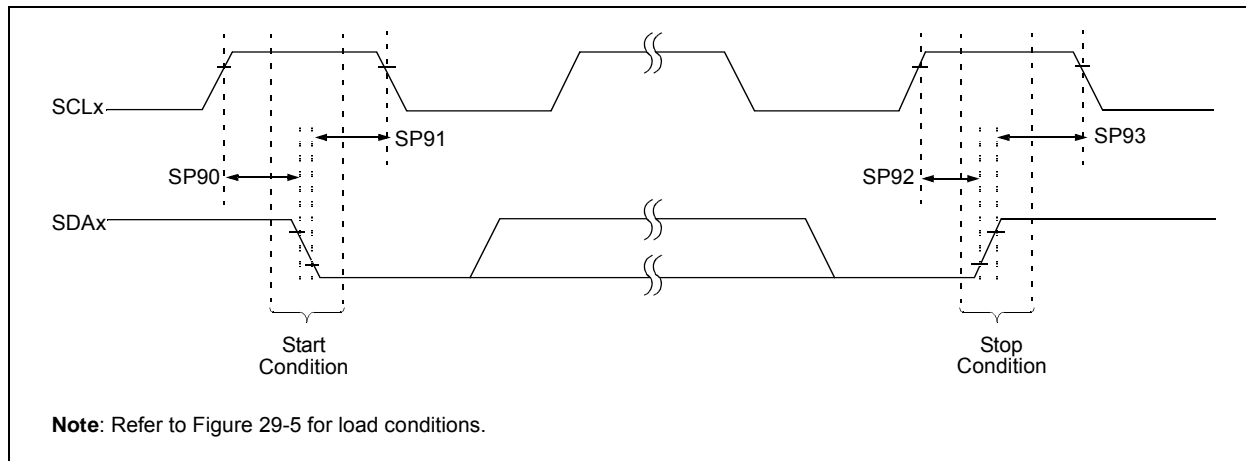 SCLx
SP91
SP93
SP90
SP92
SDAx
Start
Condition
Stop
Condition
Note: Refer to Figure 29-5 for load conditions.